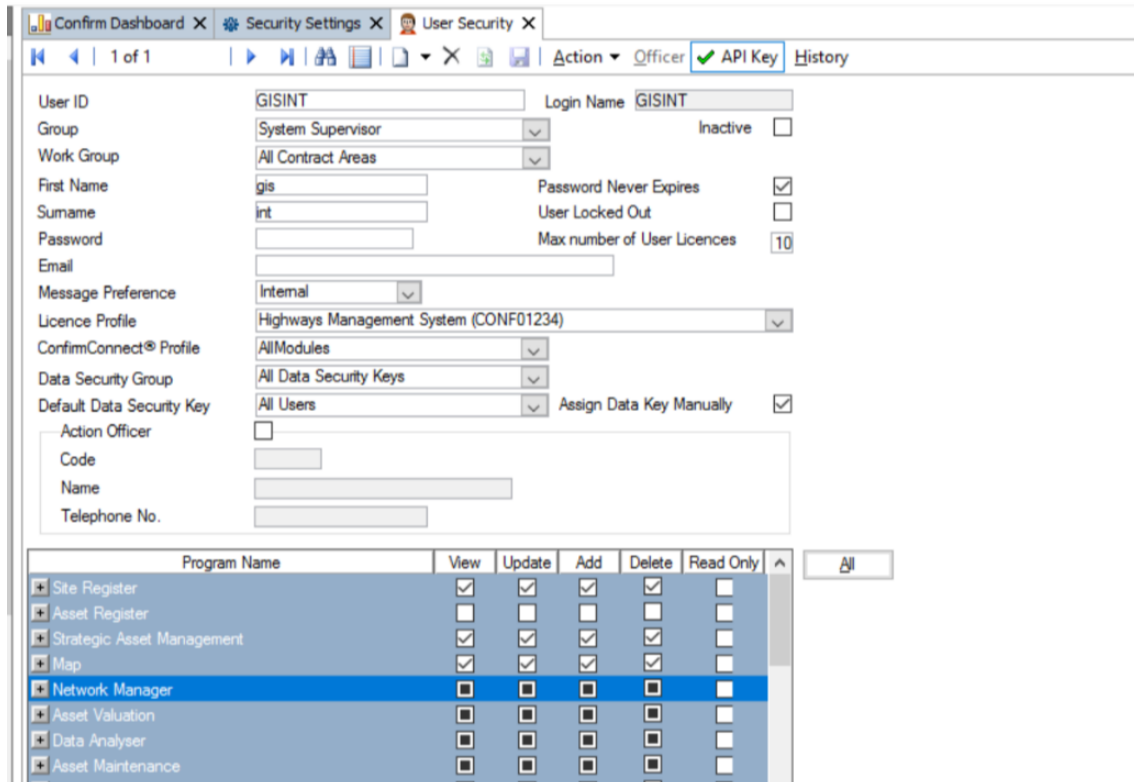 Confirm Dashboard X Security Settings X User Security X
1 of 1 Action Officer API Key History
User ID GISINT Login Name GISINT
Group System Supervisor Inactive
Work Group All Contract Areas
First Name gis Password Never Expires
Surname int User Locked Out
Password Max number of User Licences 10
Email
Message Preference Internal
Licence Profile Highways Management System (CONF01234)
ConfirmConnect® Profile AllModules
Data Security Group All Data Security Keys
Default Data Security Key All Users Assign Data Key Manually
Action Officer
Code
Name
Telephone No.
Program Name View Update Add Delete Read Only All
Site Register
Asset Register
Strategic Asset Management
Map
Network Manager
Asset Valuation
Data Analyser
Asset Maintenance